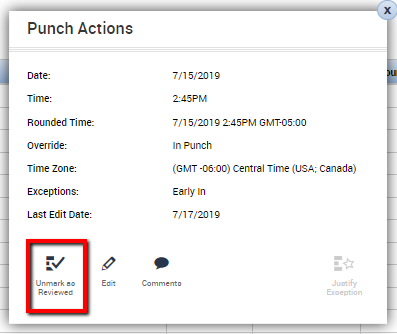 x
Punch Actions
Date: 7/15/2019
Time: 2:45PM
Rounded Time: 7/15/2019 2:45PM GMT-05:00
Override: In Punch
Time Zone: (GMT -06:00) Central Time (USA; Canada)
Exceptions: Early In
Last Edit Date: 7/17/2019
Unmark as Edit Comments Justify
Reviewed Exception